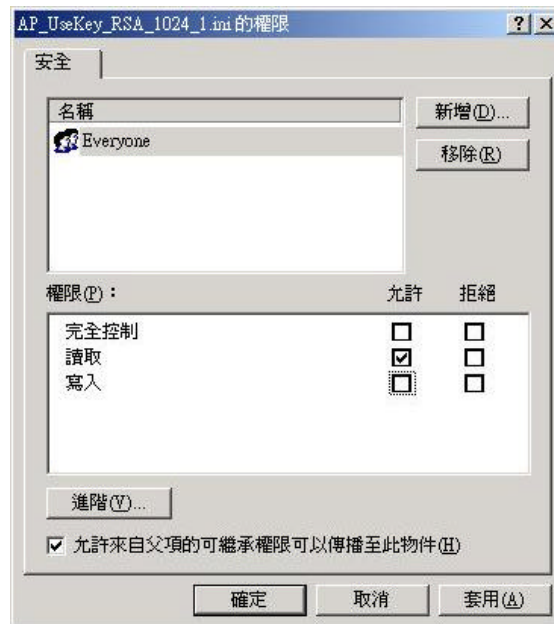 AP_UseKey_RSA_1024_1.ini 的權限
安全
名稱
新增(D)...
Everyone
移除(R)
權限(P)：
允許 拒絕
完全控制
讀取
寫入
進階(V)...
允許來自父項的可繼承權限可以傳播至此物件(H)
確定 取消 套用(A)